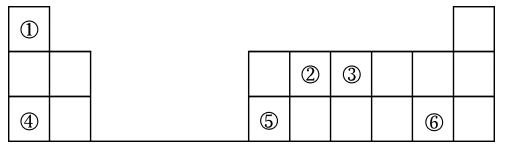 ①
② ③
④ ⑤ ⑥